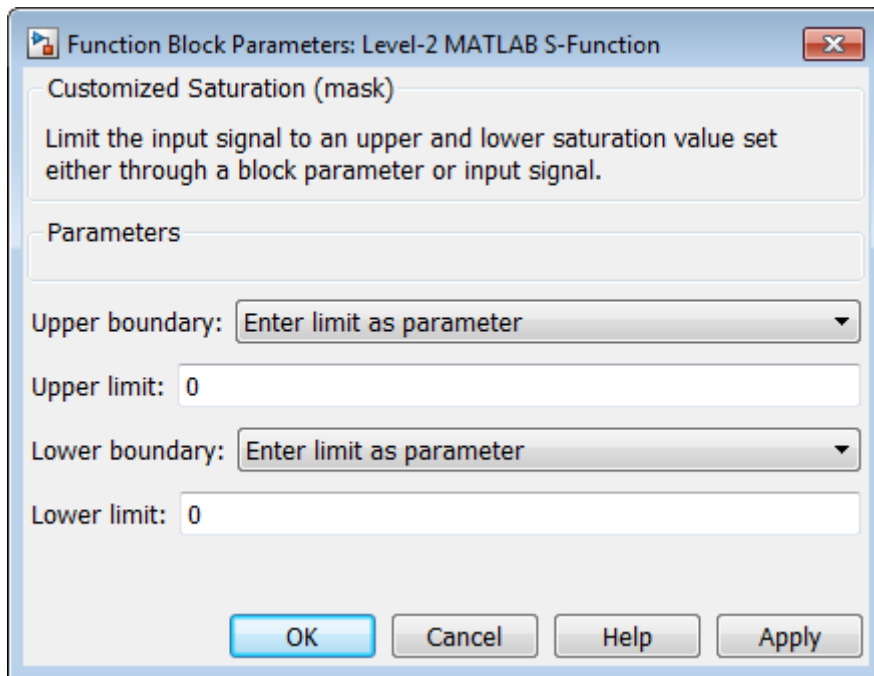 Function Block Parameters: Level-2 MATLAB S-Function
Customized Saturation (mask)
Limit the input signal to an upper and lower saturation value set
either through a block parameter or input signal.
Parameters
Upper boundary: Enter limit as parameter
Upper limit: 0
Lower boundary: Enter limit as parameter
Lower limit: 0
OK Cancel Help Apply